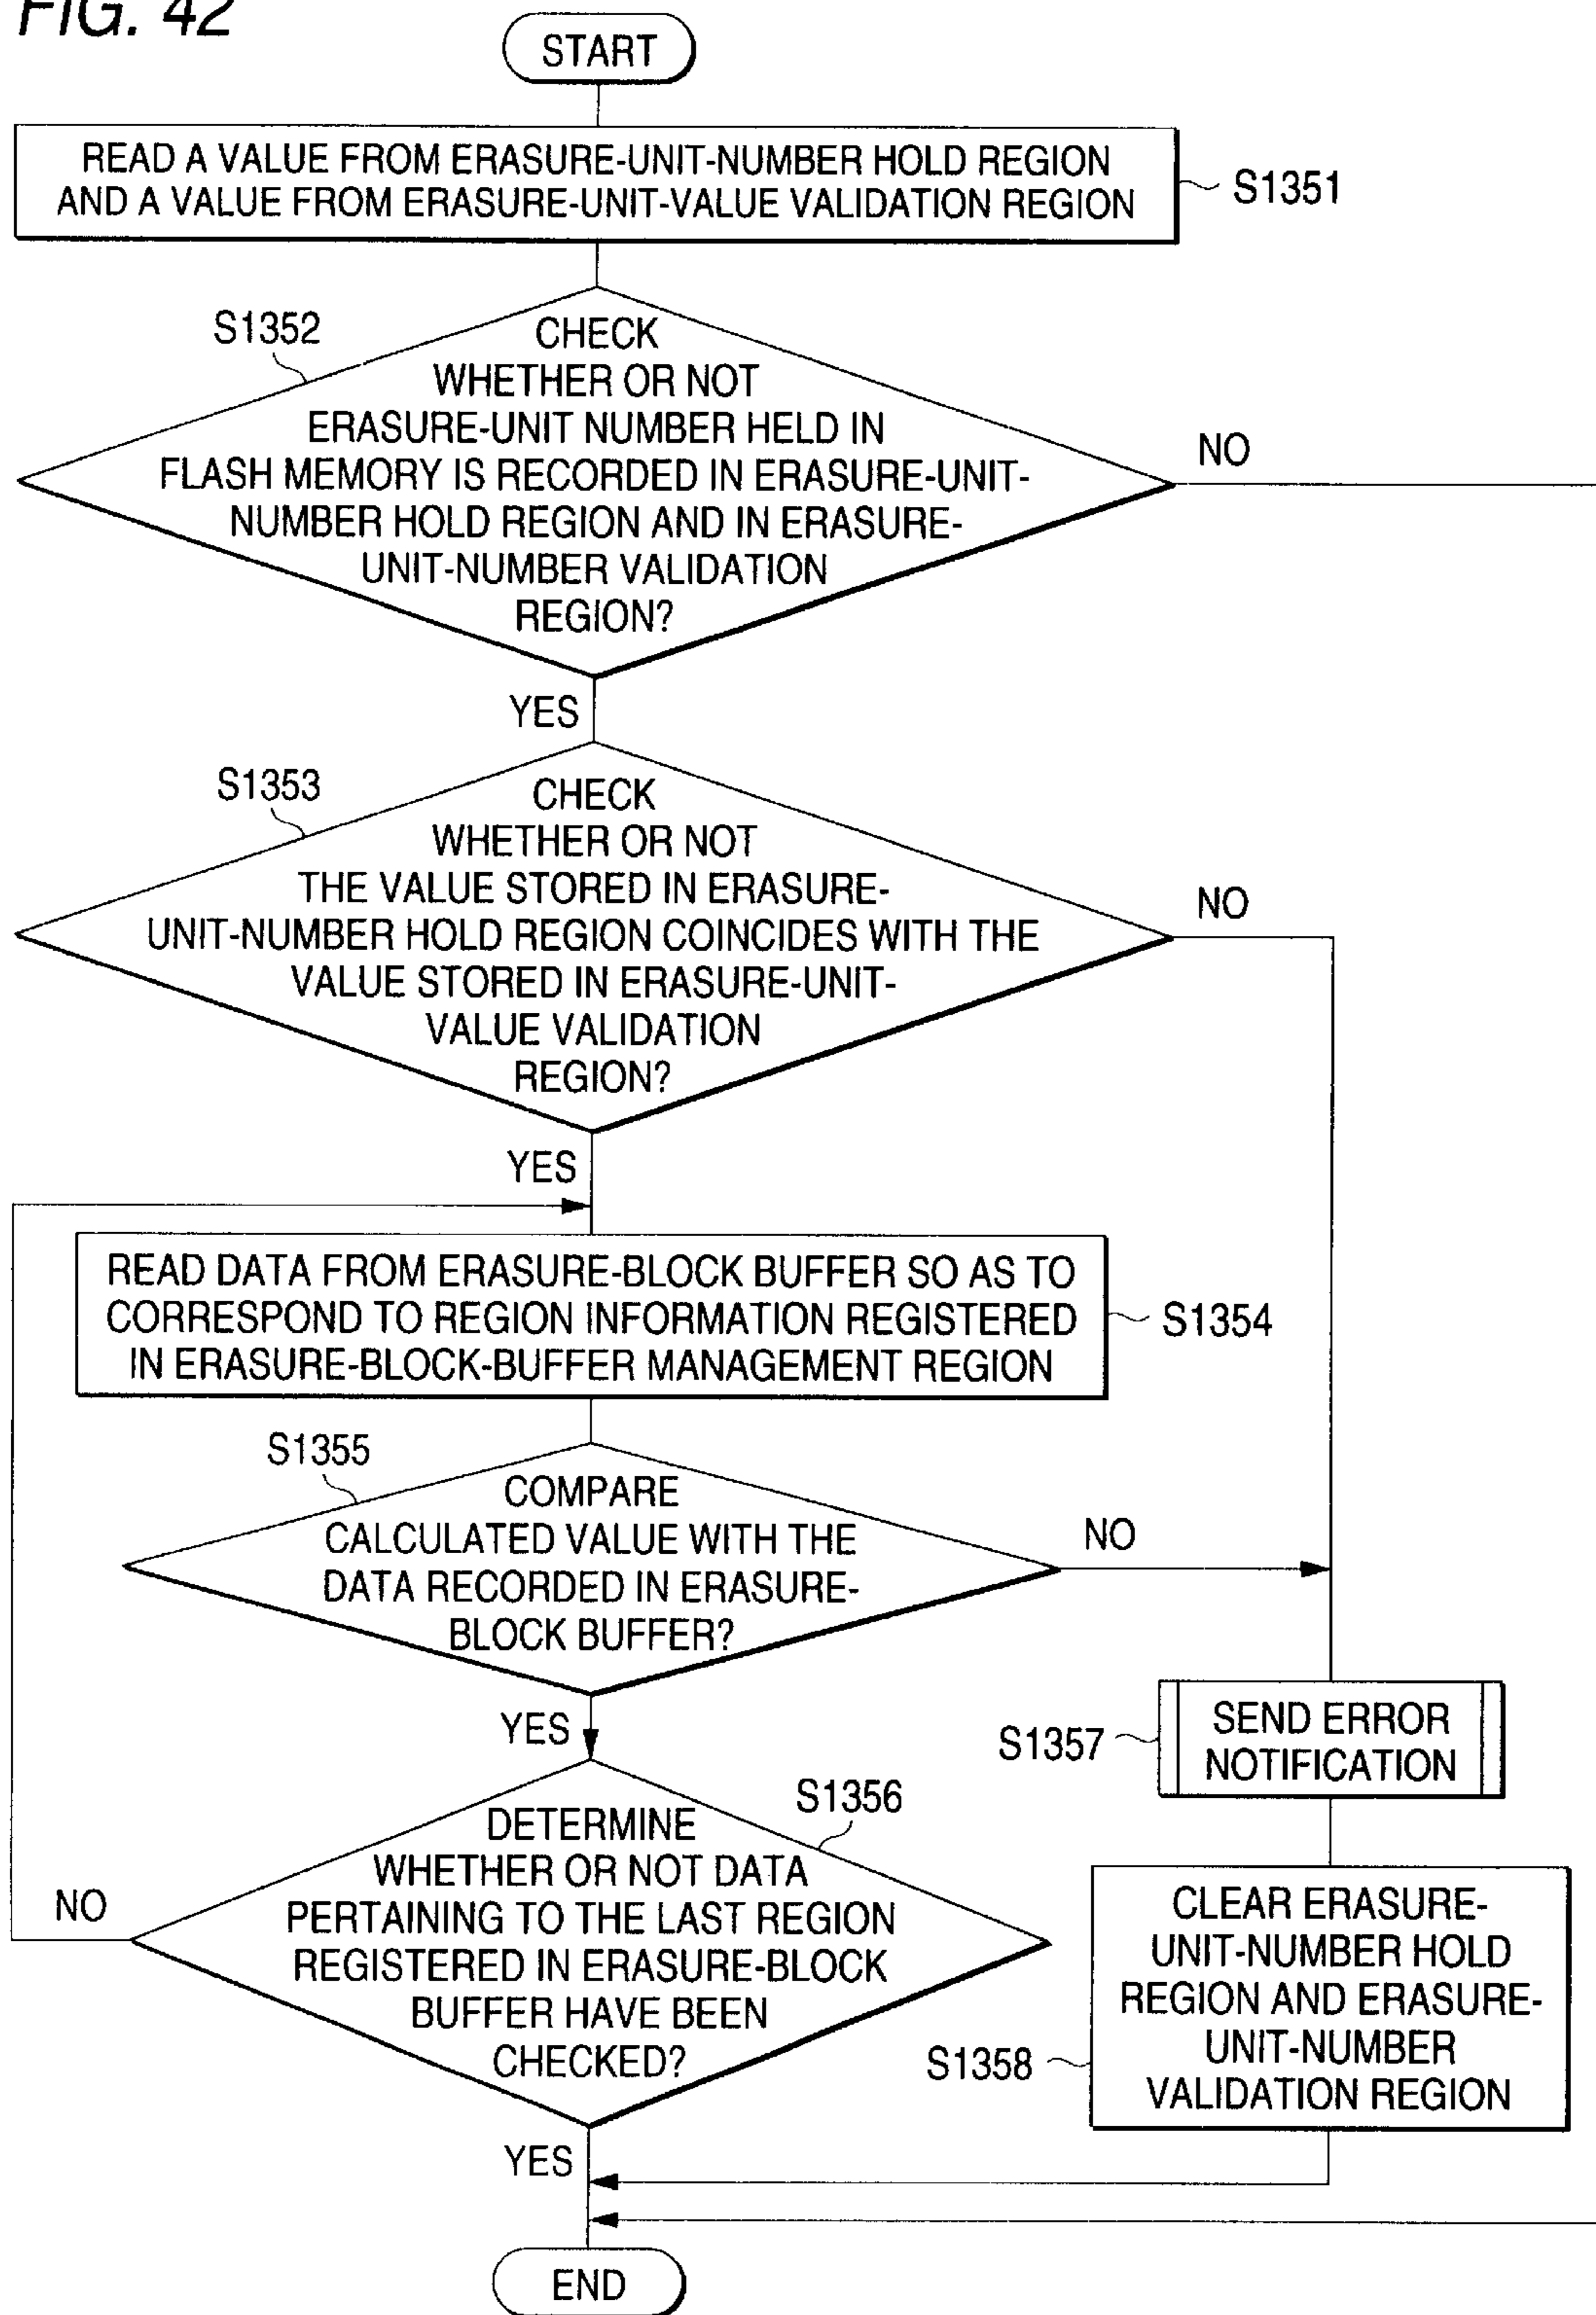 FIG. 42
START
READ A VALUE FROM ERASURE-UNIT-NUMBER HOLD REGION
AND A VALUE FROM ERASURE-UNIT-VALUE VALIDATION REGION
S1351
S1352
CHECK
WHETHER OR NOT
ERASURE-UNIT NUMBER HELD IN
FLASH MEMORY IS RECORDED IN ERASURE-UNIT-
NUMBER HOLD REGION AND IN ERASURE-
UNIT-NUMBER VALIDATION
REGION?
NO
YES
S1353
CHECK
WHETHER OR NOT
THE VALUE STORED IN ERASURE-
UNIT-NUMBER HOLD REGION COINCIDES WITH THE
VALUE STORED IN ERASURE-UNIT-
VALUE VALIDATION
REGION?
NO
YES
READ DATA FROM ERASURE-BLOCK BUFFER SO AS TO
CORRESPOND TO REGION INFORMATION REGISTERED
IN ERASURE-BLOCK-BUFFER MANAGEMENT REGION
S1354
S1355
COMPARE
CALCULATED VALUE WITH THE
DATA RECORDED IN ERASURE-
BLOCK BUFFER?
NO
YES
S1356
DETERMINE
WHETHER OR NOT DATA
PERTAINING TO THE LAST REGION
REGISTERED IN ERASURE-BLOCK
BUFFER HAVE BEEN
CHECKED?
NO
YES
S1357
SEND ERROR
NOTIFICATION
S1358
CLEAR ERASURE-
UNIT-NUMBER HOLD
REGION AND ERASURE-
UNIT-NUMBER
VALIDATION REGION
END